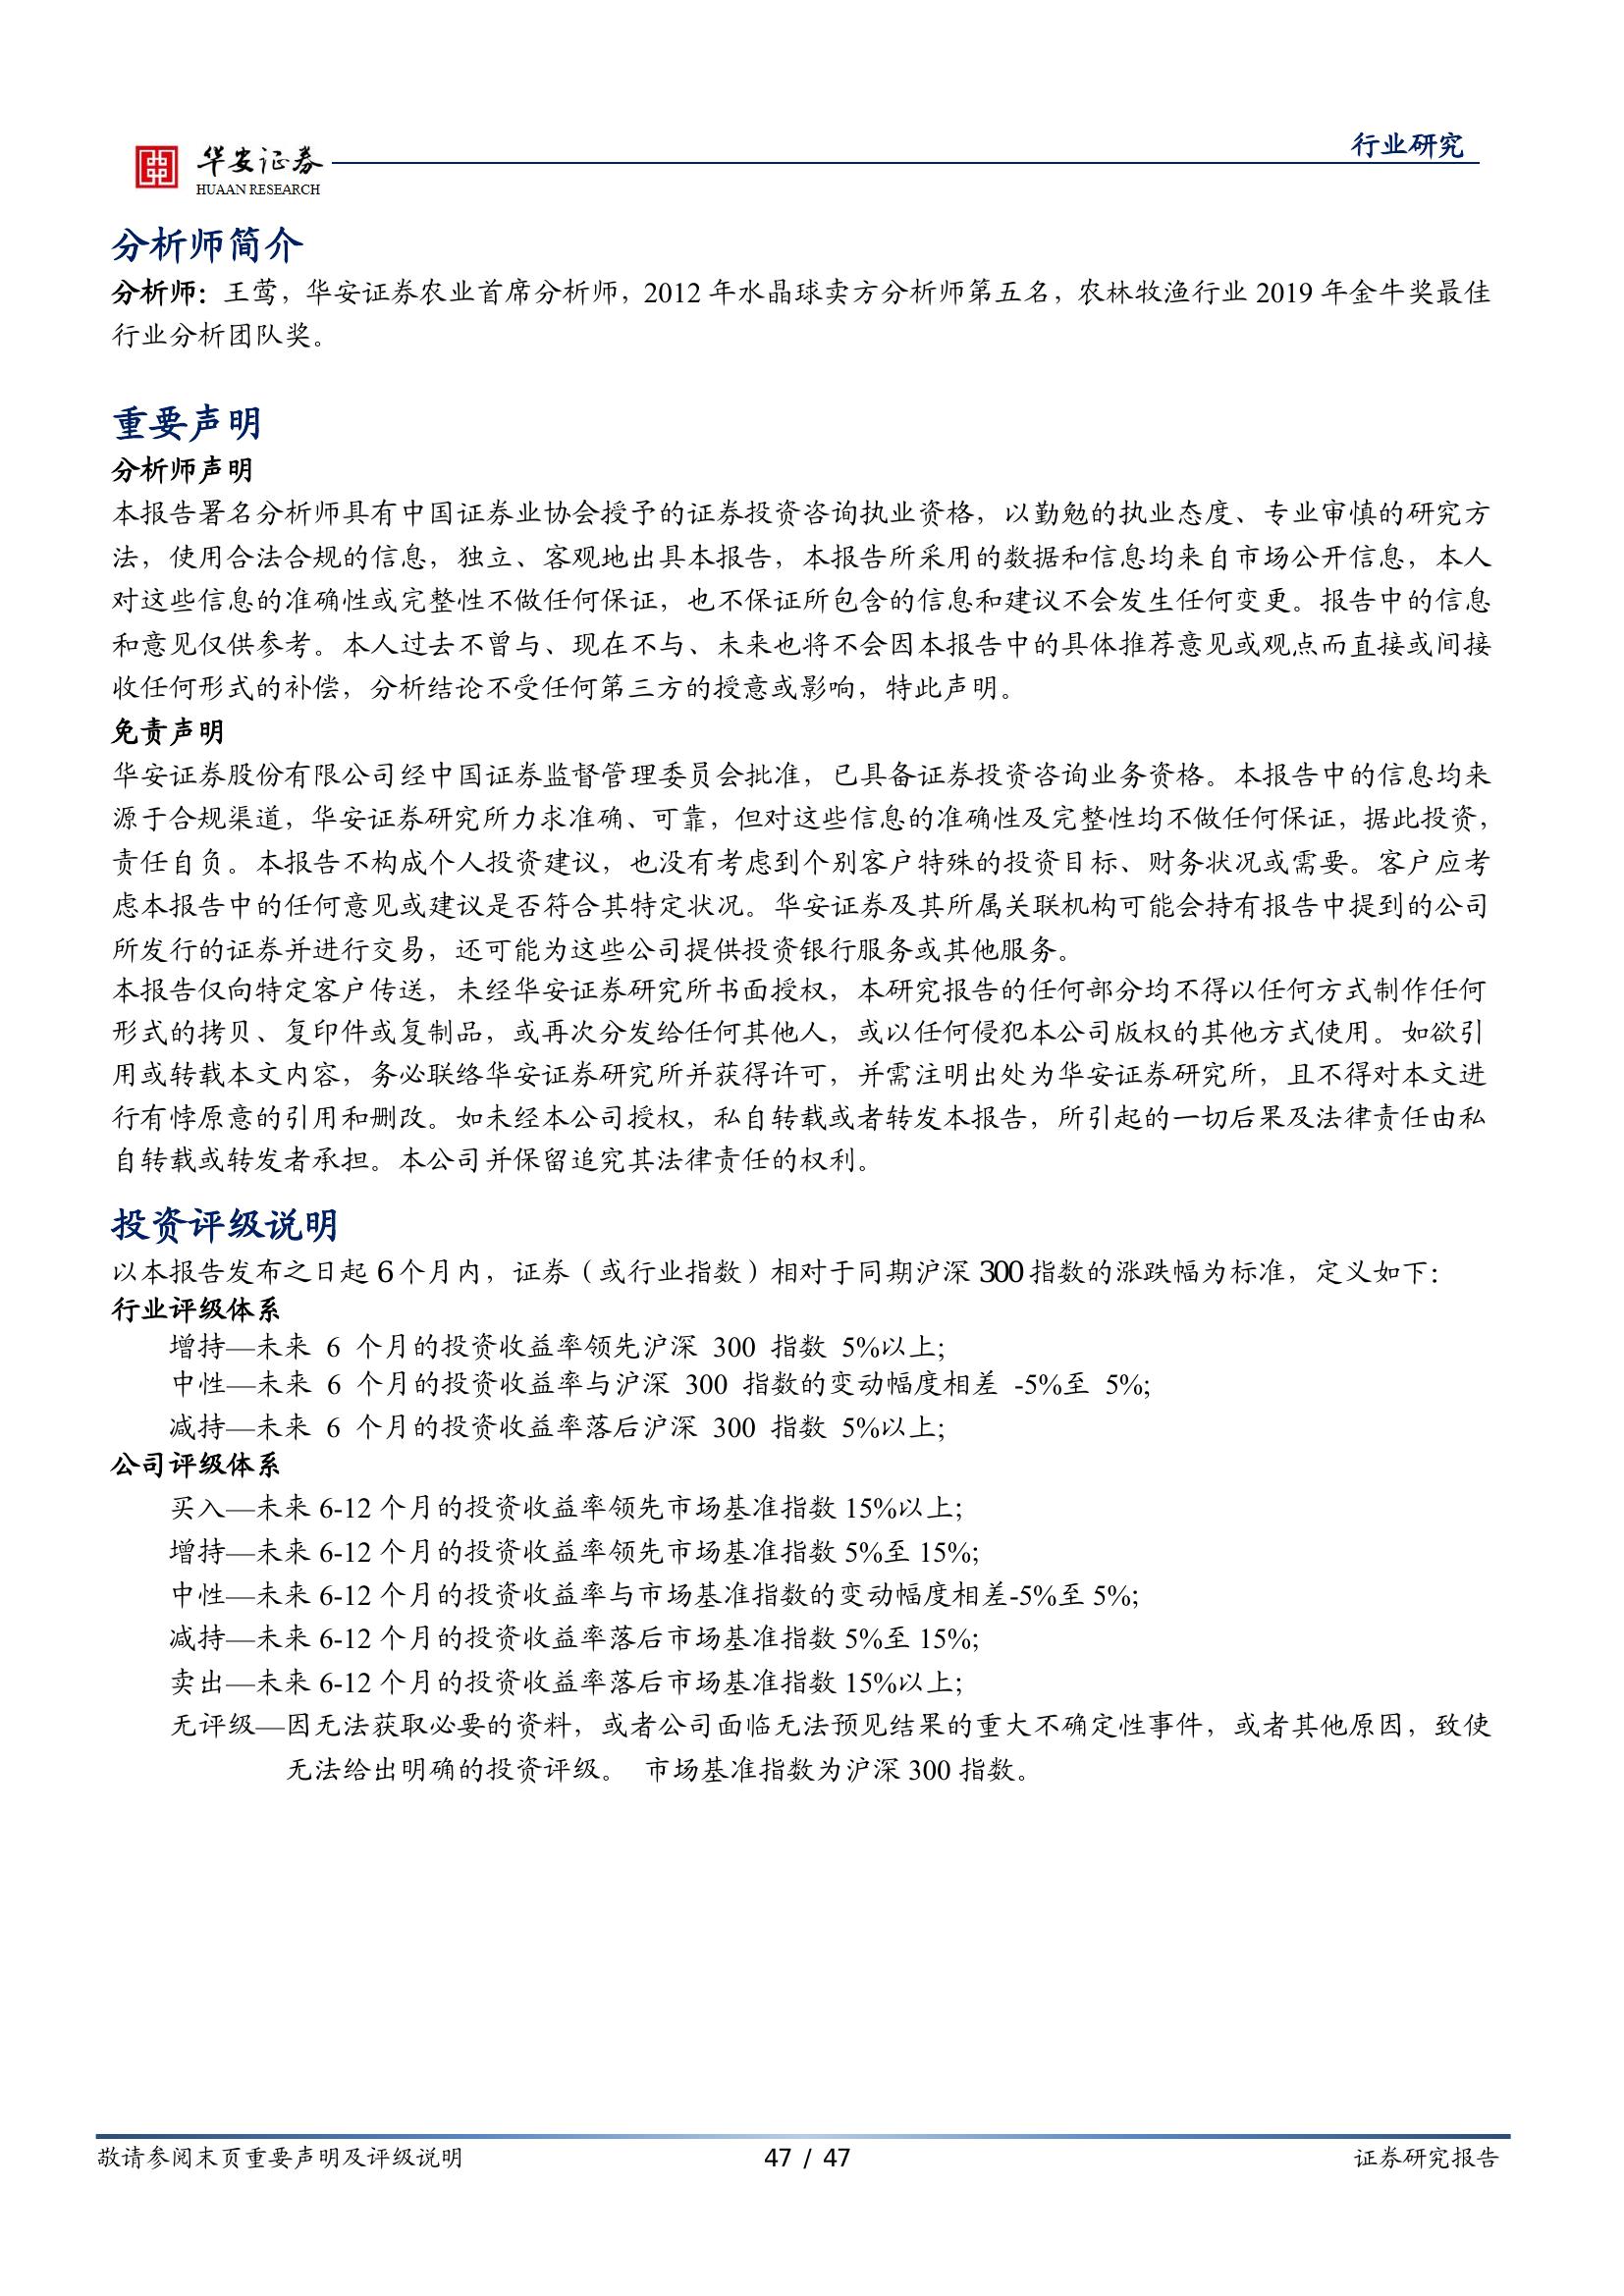 华安证券
HUAAN RESEARCH
行业研究
分析师简介
分析师：王莺，华安证券农业首席分析师，2012 年水晶球卖方分析师第五名，农林牧渔行业 2019 年金牛奖最佳
行业分析团队奖。
重要声明
分析师声明
本报告署名分析师具有中国证券业协会授予的证券投资咨询执业资格，以勤勉的执业态度、专业审慎的研究方
法，使用合法合规的信息，独立、客观地出具本报告，本报告所采用的数据和信息均来自市场公开信息，本人
对这些信息的准确性或完整性不做任何保证，也不保证所包含的信息和建议不会发生任何变更。报告中的信息
和意见仅供参考。本人过去不曾与、现在不与、未来也将不会因本报告中的具体推荐意见或观点而直接或间接
收任何形式的补偿，分析结论不受任何第三方的授意或影响，特此声明。
免责声明
华安证券股份有限公司经中国证券监督管理委员会批准，已具备证券投资咨询业务资格。本报告中的信息均来
源于合规渠道，华安证券研究所力求准确、可靠，但对这些信息的准确性及完整性均不做任何保证，据此投资，
责任自负。本报告不构成个人投资建议，也没有考虑到个别客户特殊的投资目标、财务状况或需要。客户应考
虑本报告中的任何意见或建议是否符合其特定状况。华安证券及其所属关联机构可能会持有报告中提到的公司
所发行的证券并进行交易，还可能为这些公司提供投资银行服务或其他服务。
本报告仅向特定客户传送，未经华安证券研究所书面授权，本研究报告的任何部分均不得以任何方式制作任何
形式的拷贝、复印件或复制品，或再次分发给任何其他人，或以任何侵犯本公司版权的其他方式使用。如欲引
用或转载本文内容，务必联络华安证券研究所并获得许可，并需注明出处为华安证券研究所，且不得对本文进
行有悖原意的引用和删改。如未经本公司授权，私自转载或者转发本报告，所引起的一切后果及法律责任由私
自转载或转发者承担。本公司并保留追究其法律责任的权利。
投资评级说明
以本报告发布之日起 6 个月内，证券（或行业指数）相对于同期沪深 300 指数的涨跌幅为标准，定义如下：
行业评级体系
增持—未来 6 个月的投资收益率领先沪深 300 指数 5%以上;
中性—未来 6 个月的投资收益率与沪深 300 指数的变动幅度相差 -5%至 5%;
减持—未来 6 个月的投资收益率落后沪深 300 指数 5%以上;
公司评级体系
买入—未来 6-12 个月的投资收益率领先市场基准指数 15%以上;
增持—未来 6-12 个月的投资收益率领先市场基准指数 5%至 15%;
中性—未来 6-12 个月的投资收益率与市场基准指数的变动幅度相差-5%至 5%;
减持—未来 6-12 个月的投资收益率落后市场基准指数 5%至 15%;
卖出—未来 6-12 个月的投资收益率落后市场基准指数 15%以上;
无评级—因无法获取必要的资料，或者公司面临无法预见结果的重大不确定性事件，或者其他原因，致使
无法给出明确的投资评级。 市场基准指数为沪深 300 指数。
敬请参阅末页重要声明及评级说明
47 / 47
证券研究报告